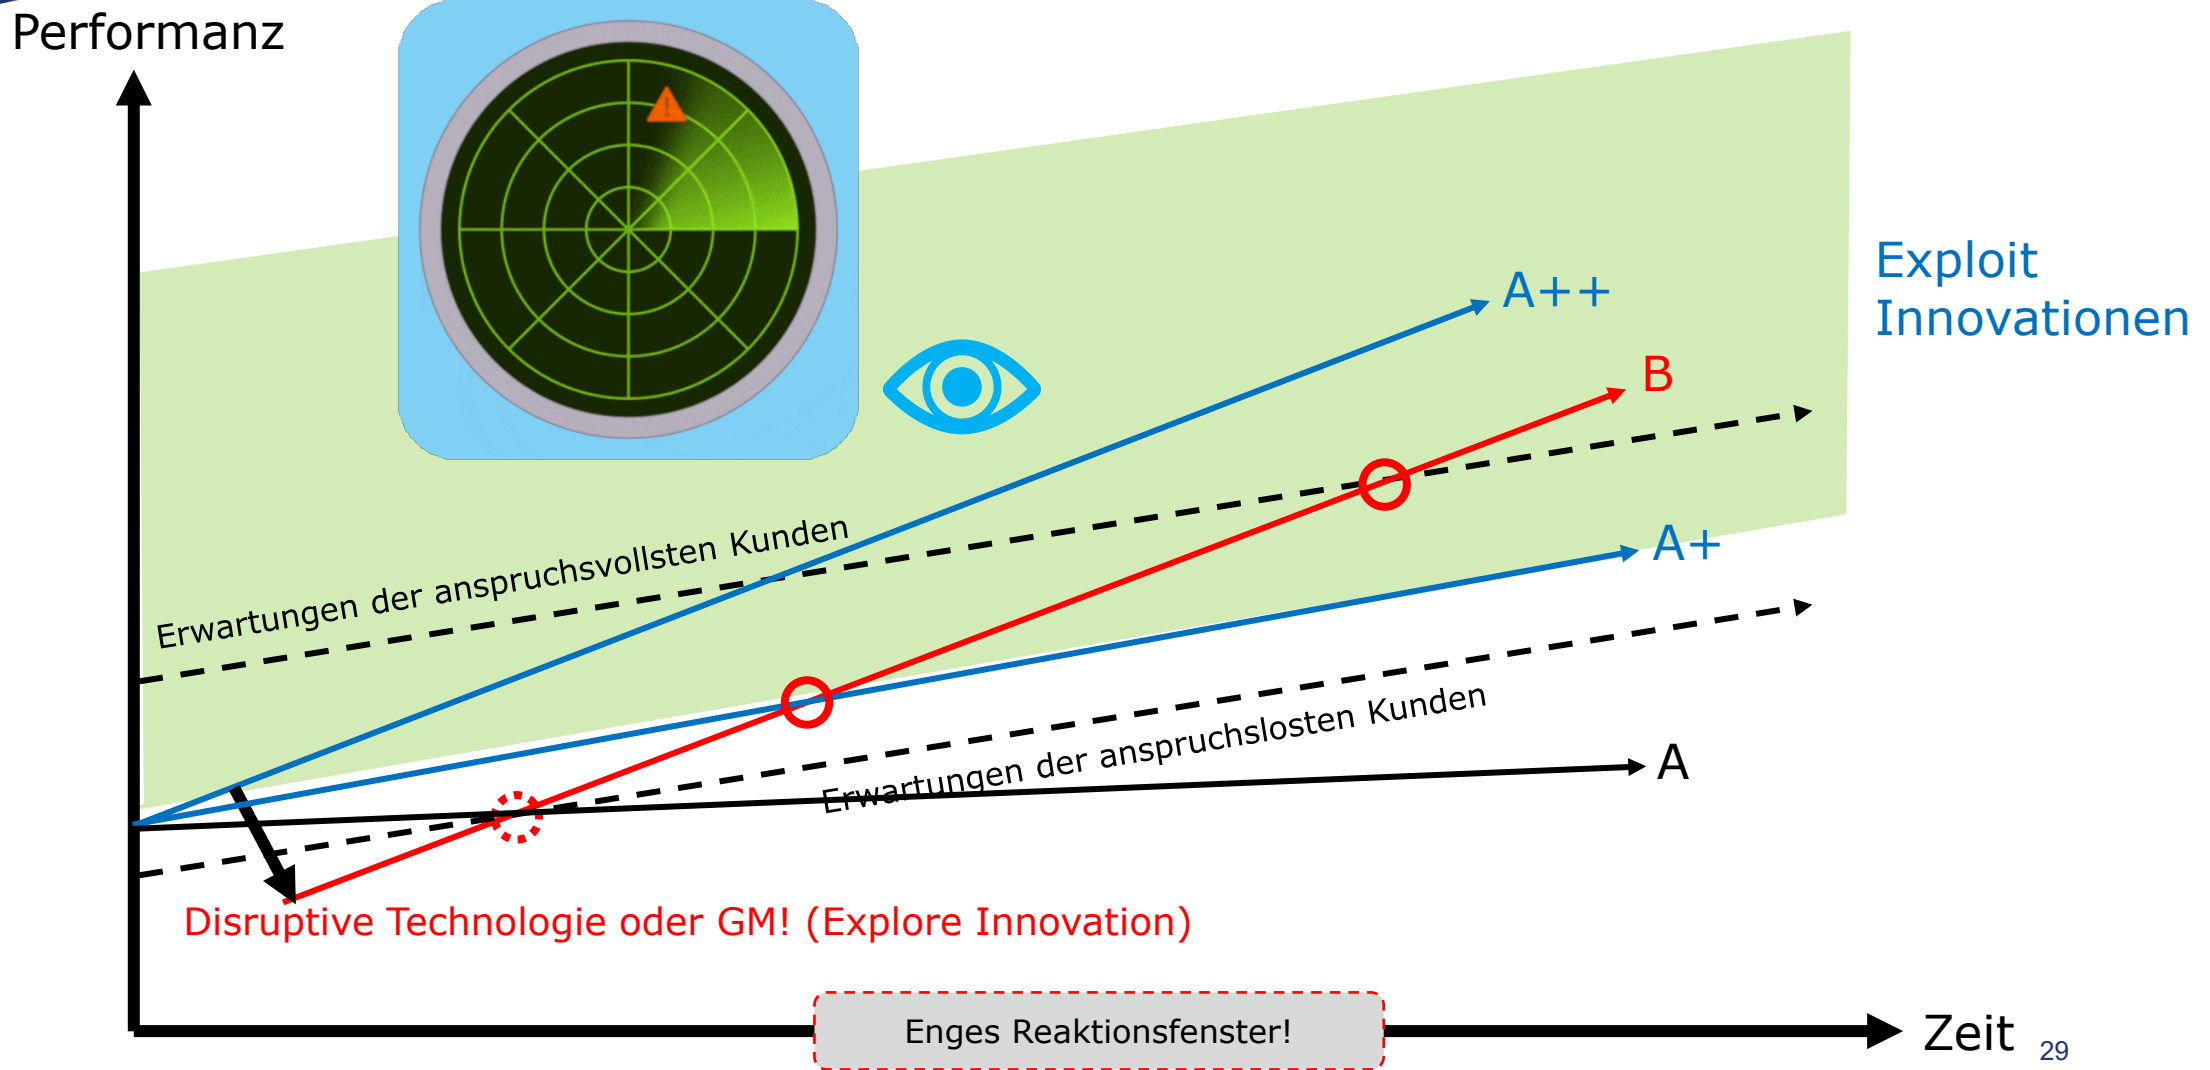 Performanz
!
Exploit
Innovationen
A++
B
Erwartungen der anspruchsvollsten Kunden
A+
Erwartungen der anspruchslosten Kunden
A
Disruptive Technologie oder GM! (Explore Innovation)
Enges Reaktionsfenster!
Zeit
29